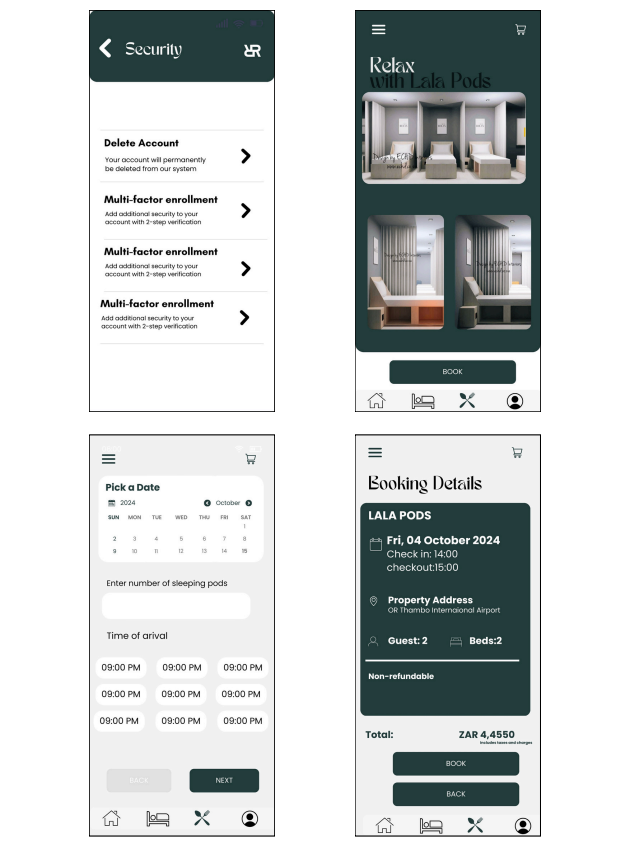 Security
RR
Delete Account
Your account will permanently
be deleted from our system
Multi-factor enrollment
Add additional security to your
account with 2-step verification
Multi-factor enrollment
Add additional security to your
account with 2-step verification
Multi-factor enrollment
Add additional security to your
account with 2-step verification
Relax
with Lala Pods
BOOK
Pick a Date
2024 October
SUN MON TUE WED THU FRI SAT
1
2 3 4 5 6 7 8
9 10 11 12 13 14 15
Enter number of sleeping pods
Time of arival
09:00 PM 09:00 PM 09:00 PM
09:00 PM 09:00 PM 09:00 PM
09:00 PM 09:00 PM 09:00 PM
BACK NEXT
Booking Details
LALA PODS
Fri, 04 October 2024
Check in: 14:00
checkout:15:00
Property Address
OR Thambo Internaional Airport
Guest: 2 Beds:2
Non-refundable
Total: ZAR 4,4550
includes taxes and charges
BOOK
BACK